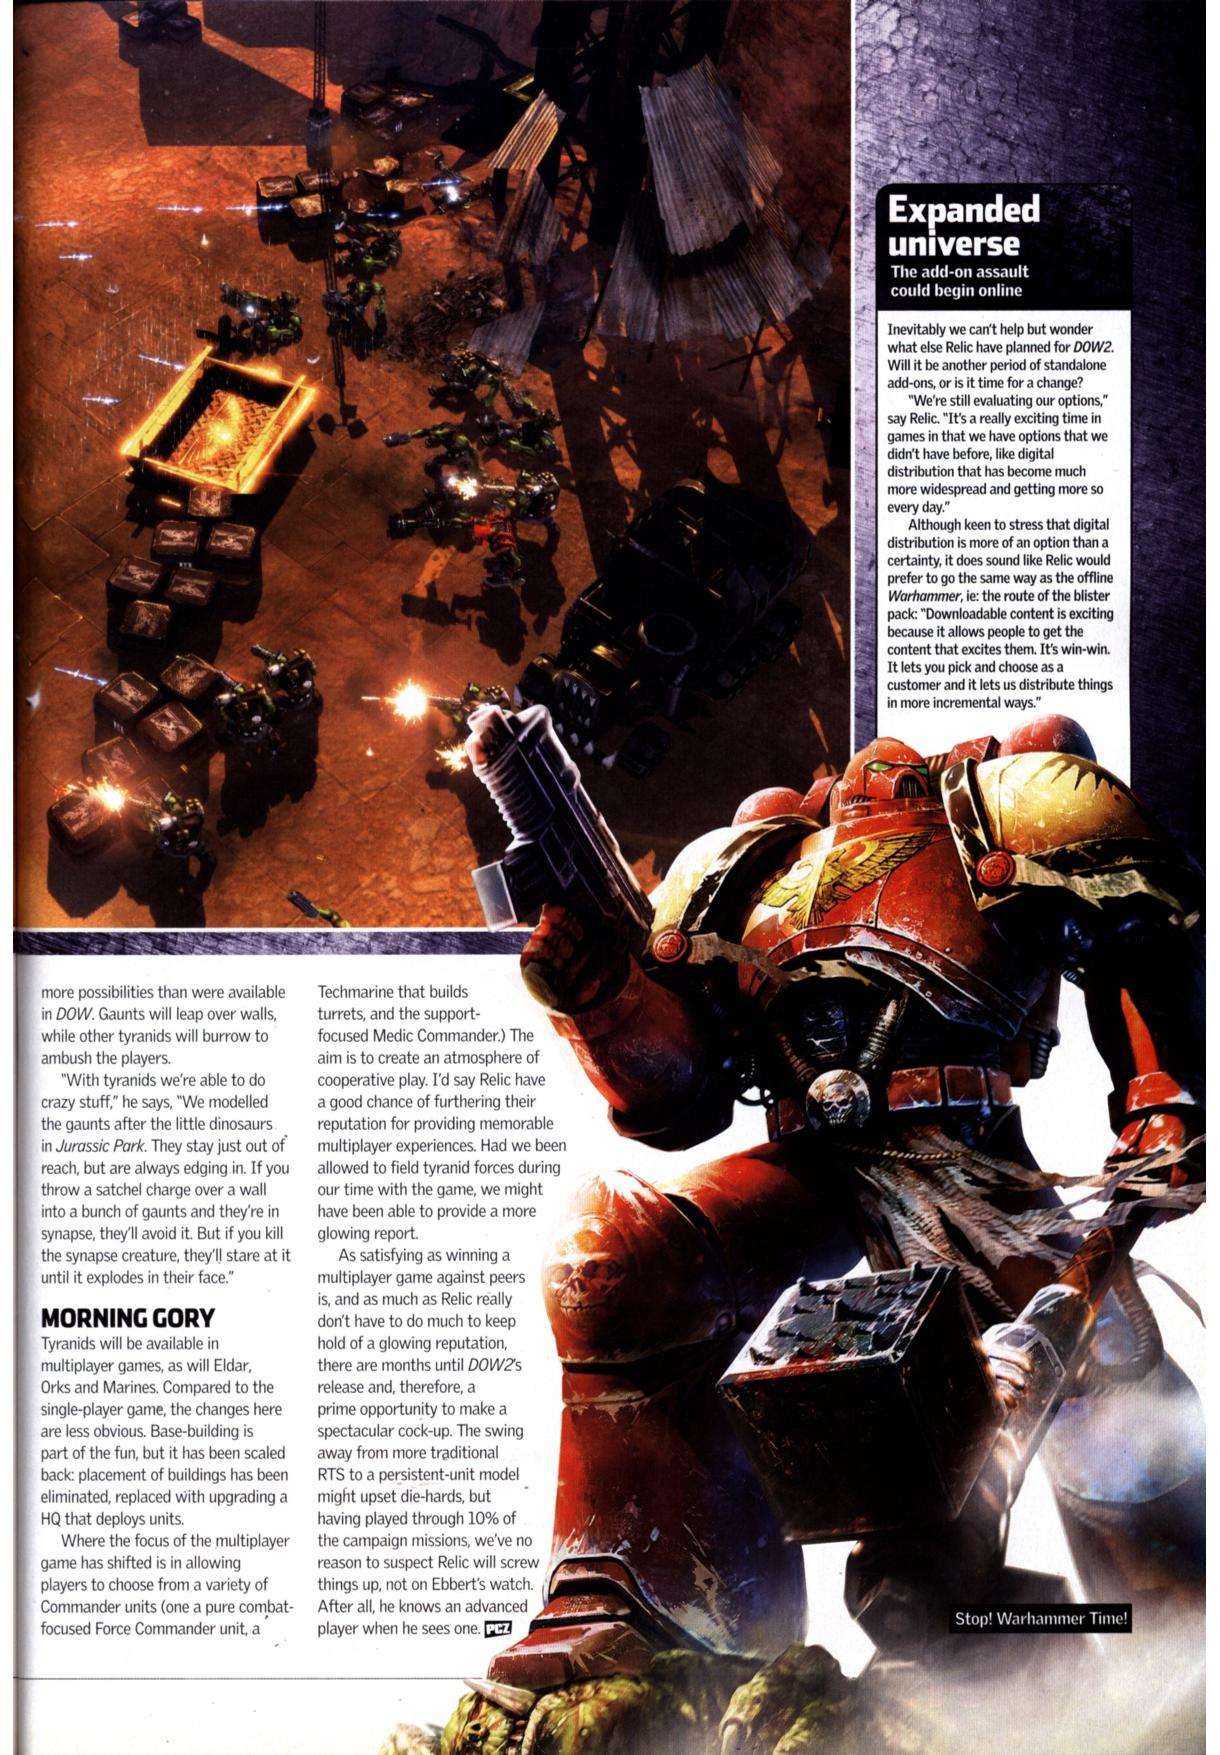 Expanded
universe
The add-on assault
could begin online
Inevitably we can't help but wonder
what else Relic have planned for DOW2.
Will it be another period of standalone
add-ons, or is it time for a change?
"We're still evaluating our options,"
say Relic. "It's a really exciting time in
games in that we have options that we
didn't have before, like digital
distribution that has become much
more widespread and getting more so
every day."
Although keen to stress that digital
distribution is more of an option than a
certainty, it does sound like Relic would
prefer to go the same way as the offline
Warhammer, ie: the route of the blister
pack: "Downloadable content is exciting
because it allows people to get the
content that excites them. It's win-win.
It lets you pick and choose as a
customer and it lets us distribute things
in more incremental ways."
more possibilities than were available
in DOW. Gaunts will leap over walls,
while other tyranids will burrow to
ambush the players.
"With tyranids we're able to do
crazy stuff," he says, "We modelled
the gaunts after the little dinosaurs
in Jurassic Park. They stay just out of
reach, but are always edging in. If you
throw a satchel charge over a wall
into a bunch of gaunts and they're in
synapse, they'll avoid it. But if you kill
the synapse creature, they'll stare at it
until it explodes in their face."
MORNING GORY
Tyranids will be available in
multiplayer games, as will Eldar,
Orks and Marines. Compared to the
single-player game, the changes here
are less obvious. Base-building is
part of the fun, but it has been scaled
back: placement of buildings has been
eliminated, replaced with upgrading a
HQ that deploys units.
Where the focus of the multiplayer
game has shifted is in allowing
players to choose from a variety of
Commander units (one a pure combat-
focused Force Commander unit, a
Techmarine that builds
turrets, and the support-
focused Medic Commander.) The
aim is to create an atmosphere of
cooperative play. I'd say Relic have
a good chance of furthering their
reputation for providing memorable
multiplayer experiences. Had we been
allowed to field tyranid forces during
our time with the game, we might
have been able to provide a more
glowing report.
As satisfying as winning a
multiplayer game against peers
is, and as much as Relic really
don't have to do much to keep
hold of a glowing reputation,
there are months until DOW2's
release and, therefore, a
prime opportunity to make a
spectacular cock-up. The swing
away from more traditional
RTS to a persistent-unit model
might upset die-hards, but
having played through 10% of
the campaign missions, we've no
reason to suspect Relic will screw
things up, not on Ebbert's watch.
After all, he knows an advanced
player when he sees one. PCZ
Stop! Warhammer Time!